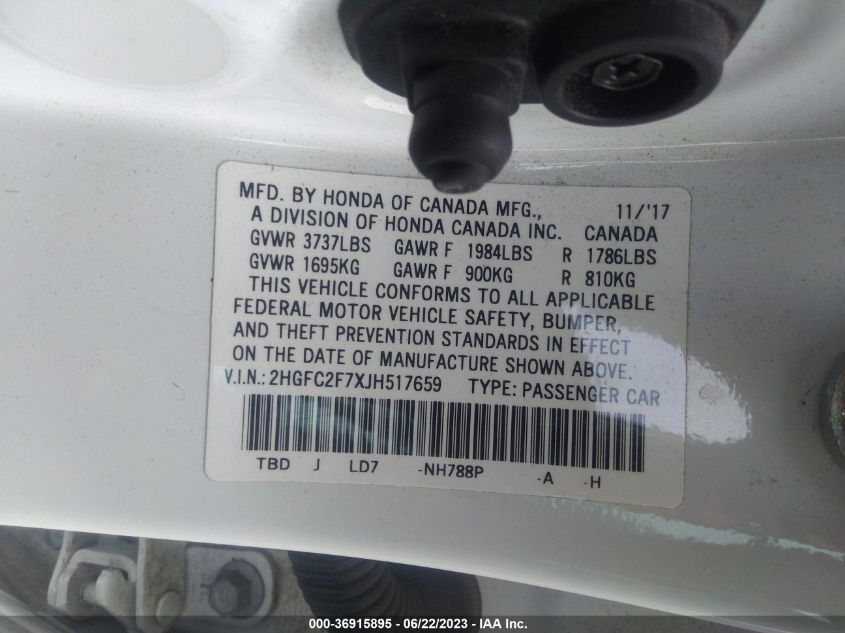 MFD. BY HONDA OF CANADA MFG., 11/'17
A DIVISION OF HONDA CANADA INC. CANADA
GVWR 3737LBS GAWR F 1984LBS R 1786LBS
GVWR 1695KG GAWR F 900KG R 810KG
THIS VEHICLE CONFORMS TO ALL APPLICABLE
FEDERAL MOTOR VEHICLE SAFETY, BUMPER,
AND THEFT PREVENTION STANDARDS IN EFFECT
ON THE DATE OF MANUFACTURE SHOWN ABOVE.
V.I.N.: 2HGFC2F7XJH517659 TYPE: PASSENGER CAR
TBD J LD7 -NH788P -A -H
000-36915895 - 06/22/2023 - IAA Inc.